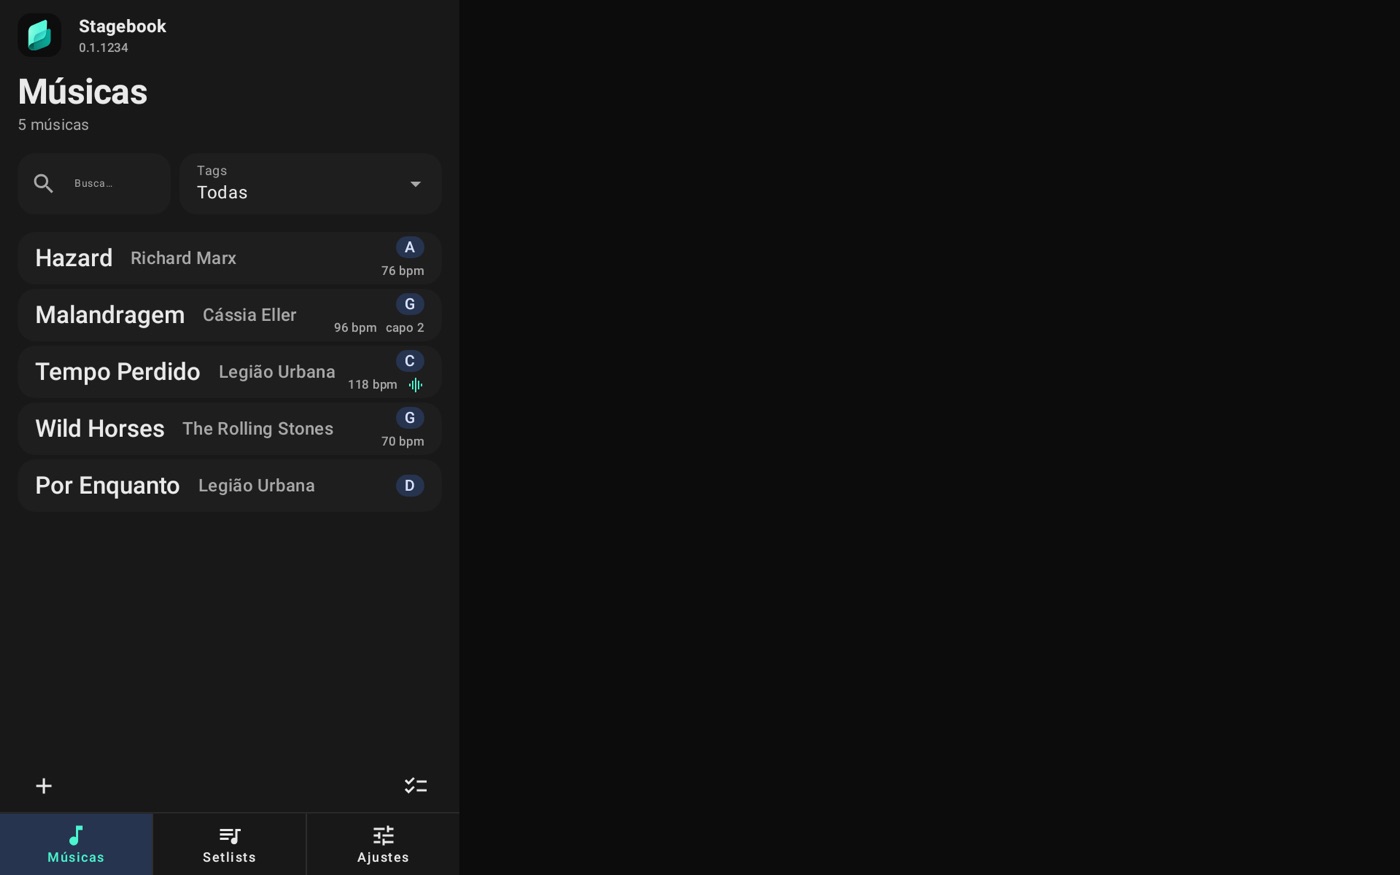 Stagebook
0.1.1234
Músicas
5 músicas
Busca…
Tags
Todas
Hazard Richard Marx A
76 bpm
Malandragem Cássia Eller G
96 bpm capo 2
Tempo Perdido Legião Urbana C
118 bpm
Wild Horses The Rolling Stones G
70 bpm
Por Enquanto Legião Urbana D
Músicas Setlists Ajustes